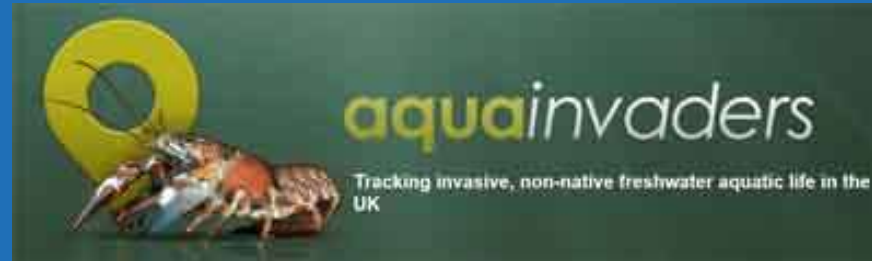 aquainvaders
Tracking invasive, non-native freshwater aquatic life in the
UK